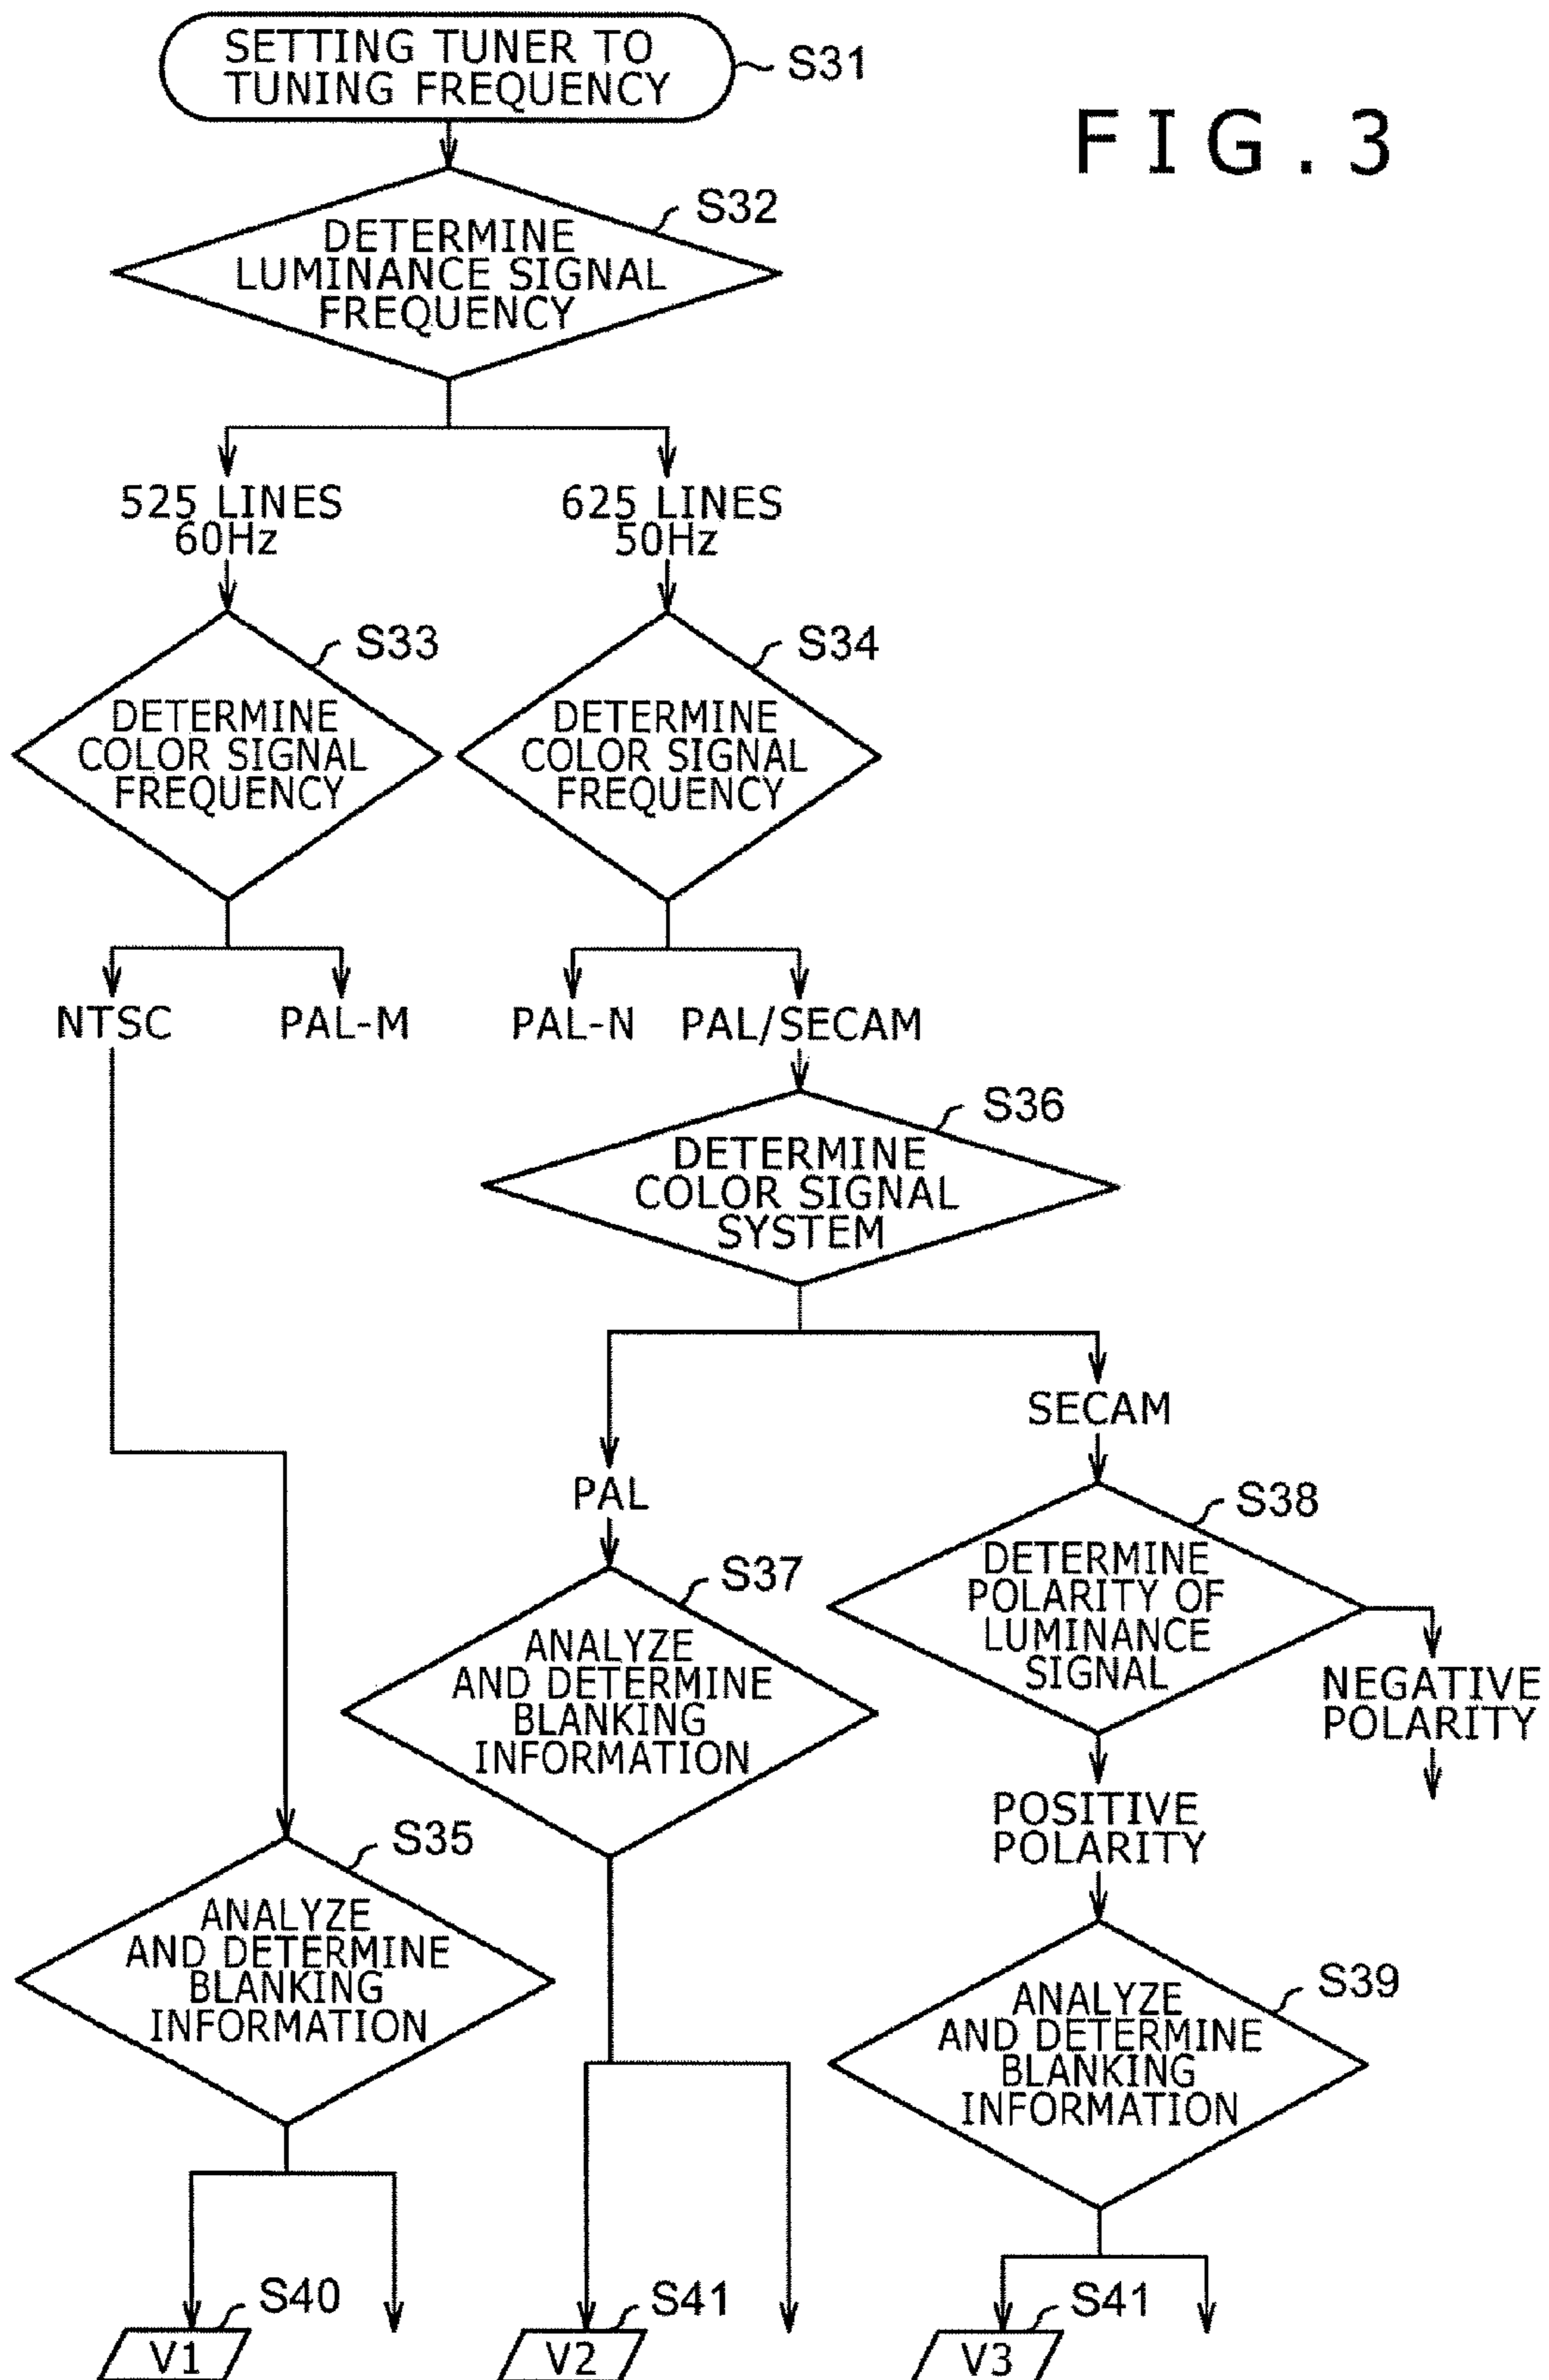 SETTING TUNER TO
TUNING FREQUENCY
S31
FIG.3
S32
DETERMINE
LUMINANCE SIGNAL
FREQUENCY
525 LINES
60Hz
625 LINES
50Hz
S33
DETERMINE
COLOR SIGNAL
FREQUENCY
S34
DETERMINE
COLOR SIGNAL
FREQUENCY
NTSC
PAL-M
PAL-N
PAL/SECAM
S36
DETERMINE
COLOR SIGNAL
SYSTEM
SECAM
PAL
S38
DETERMINE
POLARITY OF
LUMINANCE
SIGNAL
S37
ANALYZE
AND DETERMINE
BLANKING
INFORMATION
NEGATIVE
POLARITY
POSITIVE
POLARITY
S35
ANALYZE
AND DETERMINE
BLANKING
INFORMATION
S39
ANALYZE
AND DETERMINE
BLANKING
INFORMATION
S40
V1
S41
V2
S41
V3